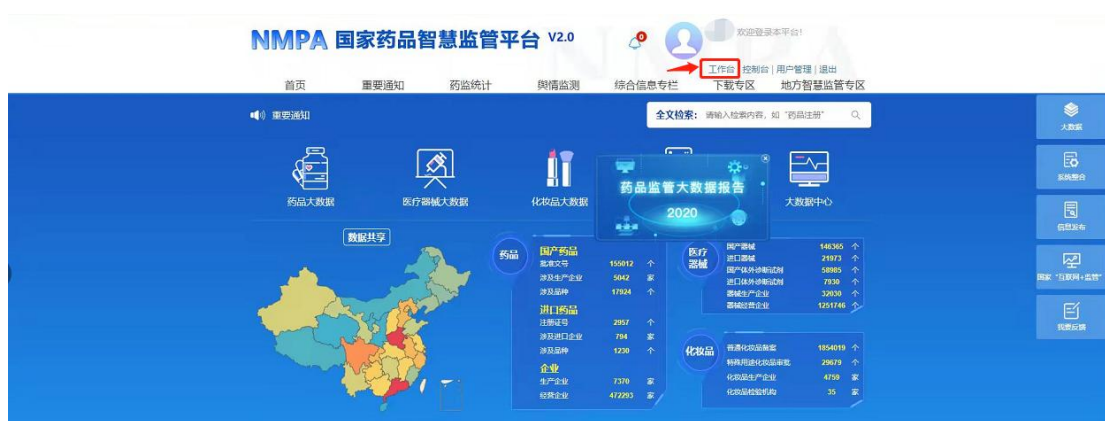 NMPA 国家药品智慧监管平台 V2.0
欢迎登录本平台!
工作台 | 控制台 | 用户管理 | 退出
首页 重要通知 药监统计 舆情监测 综合信息专栏 下载专区 地方智慧监管专区
重要通知
全文检索: 请输入检索内容, 如 "药品注册"
药品大数据 医疗器械大数据 化妆品大数据 大数据中心
药品监管大数据报告
2020
数据共享
药品
国产药品
批准文号 155012 个
涉及生产企业 5042 家
涉及品种 17924 个
进口药品
注册证号 2957 个
涉及进口企业 794 家
涉及品种 1230 个
企业
生产企业 7370 家
经营企业 472293 家
医疗器械
国产器械 146365 个
进口器械 21973 个
国产体外诊断试剂 58985 个
进口体外诊断试剂 7930 个
器械生产企业 32030 个
器械经营企业 1251746 个
化妆品
普通化妆品备案 1854019 个
特殊用途化妆品审批 29679 个
化妆品生产企业 4759 家
化妆品检验机构 35 家
大数据
系统整合
信息发布
国家 "互联网+监管"
我要反馈